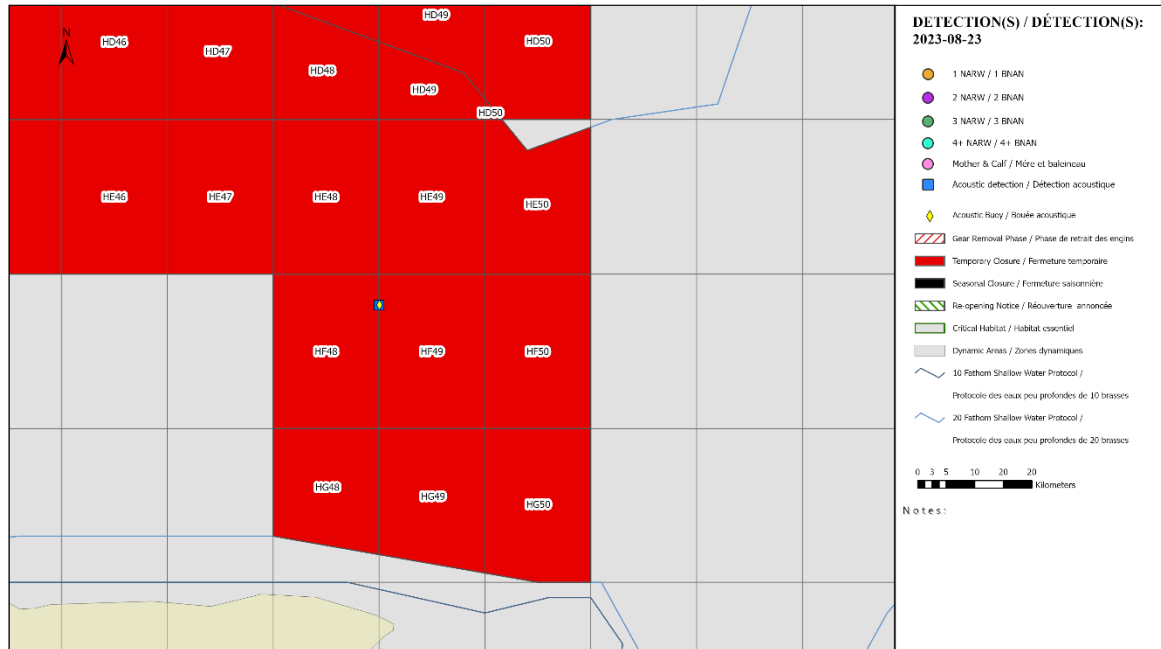 HD49
HD46
HD47
HD50
N
HD48
HD49
HD50
HE46
HE47
HE48
HE49
HE50
HF48
HF49
HF50
HG48
HG49
HG50
DETECTION(S) / DÉTECTION(S):
2023-08-23
1 NARW / 1 BNAN
2 NARW / 2 BNAN
3 NARW / 3 BNAN
4+ NARW / 4+ BNAN
Mother & Calf / Mère et baleineau
Acoustic detection / Détection acoustique
Acoustic Buoy / Bouée acoustique
Gear Removal Phase / Phase de retrait des engins
Temporary Closure / Fermeture temporaire
Seasonal Closure / Fermeture saisonnière
Re-opening Notice / Réouverture annoncée
Critical Habitat / Habitat essentiel
Dynamic Areas / Zones dynamiques
10 Fathom Shallow Water Protocol /
Protocole des eaux peu profondes de 10 brasses
20 Fathom Shallow Water Protocol /
Protocole des eaux peu profondes de 20 brasses
0 3 5 10 20 20
Kilometers
Notes: